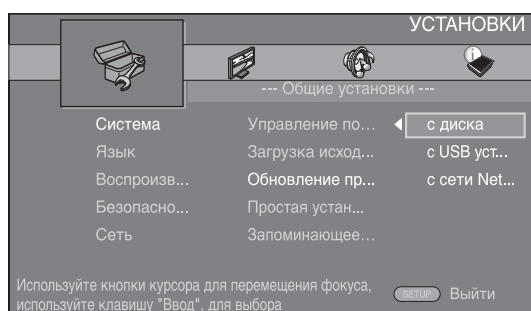 УСТАНОВКИ
--- Общие установки ---
Система Управление по... с диска
Язык Загрузка исход... с USB уст...
Воспроизв... Обновление пр... с сети Net...
Безопасно... Простая устан...
Сеть Запоминающее...
Используйте кнопки курсора для перемещения фокуса, SETUP Выйти
используйте клавишу "Ввод", для выбора